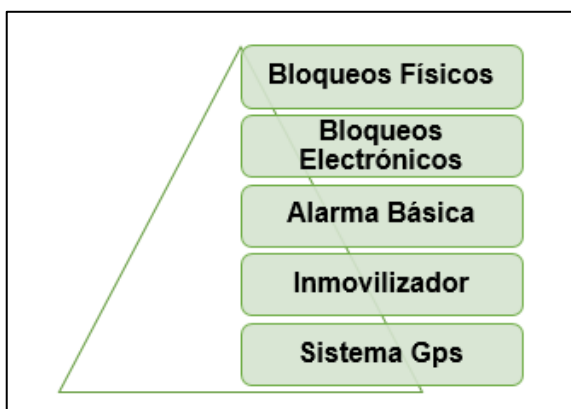 Bloqueos Físicos
Bloqueos
Electrónicos
Alarma Básica
Inmovilizador
Sistema Gps